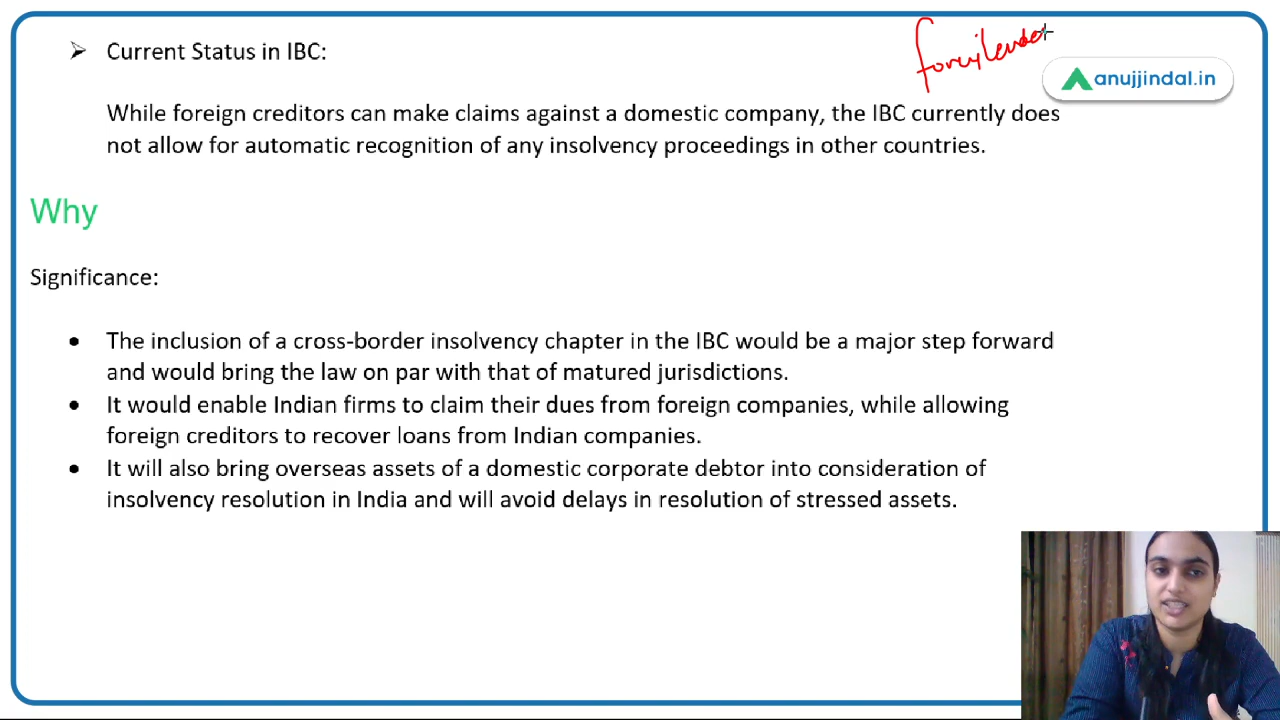 Current Status in IBC:
anujjindal.in
While foreign creditors can make claims against a domestic company, the IBC currently does
not allow for automatic recognition of any insolvency proceedings in other countries.
Why
Significance:
• The inclusion of a cross-border insolvency chapter in the IBC would be a major step forward
and would bring the law on par with that of matured jurisdictions.
• It would enable Indian firms to claim their dues from foreign companies, while allowing
foreign creditors to recover loans from Indian companies.
• It will also bring overseas assets of a domestic corporate debtor into consideration of
insolvency resolution in India and will avoid delays in resolution of stressed assets.